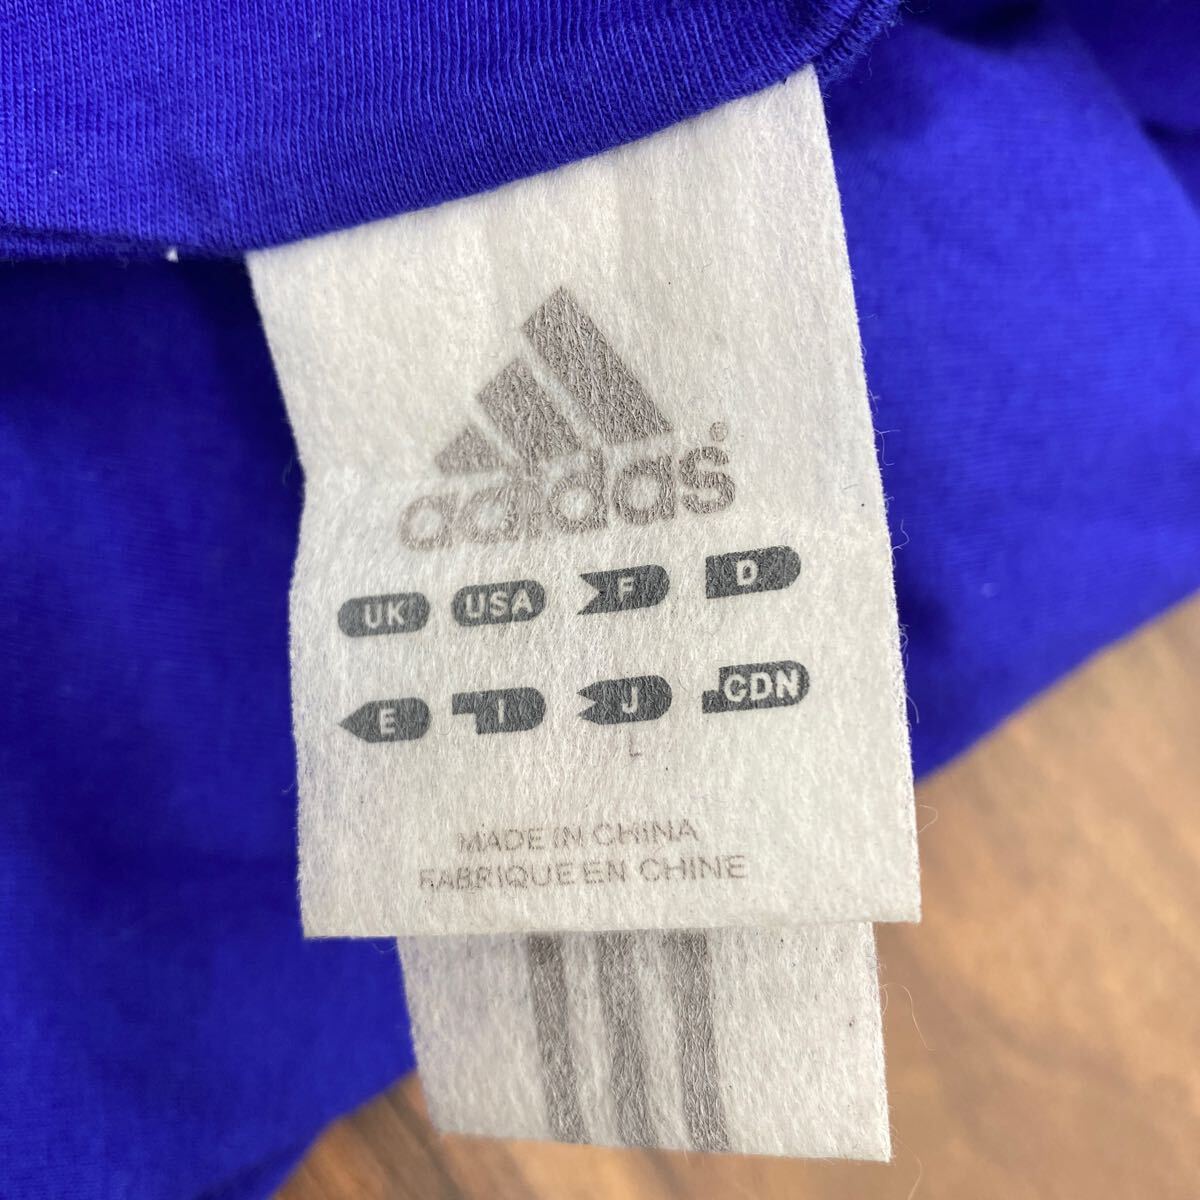 adidas®
UK USA F D
E I J CDN
L
MADE IN CHINA
FABRIQUE EN CHINE